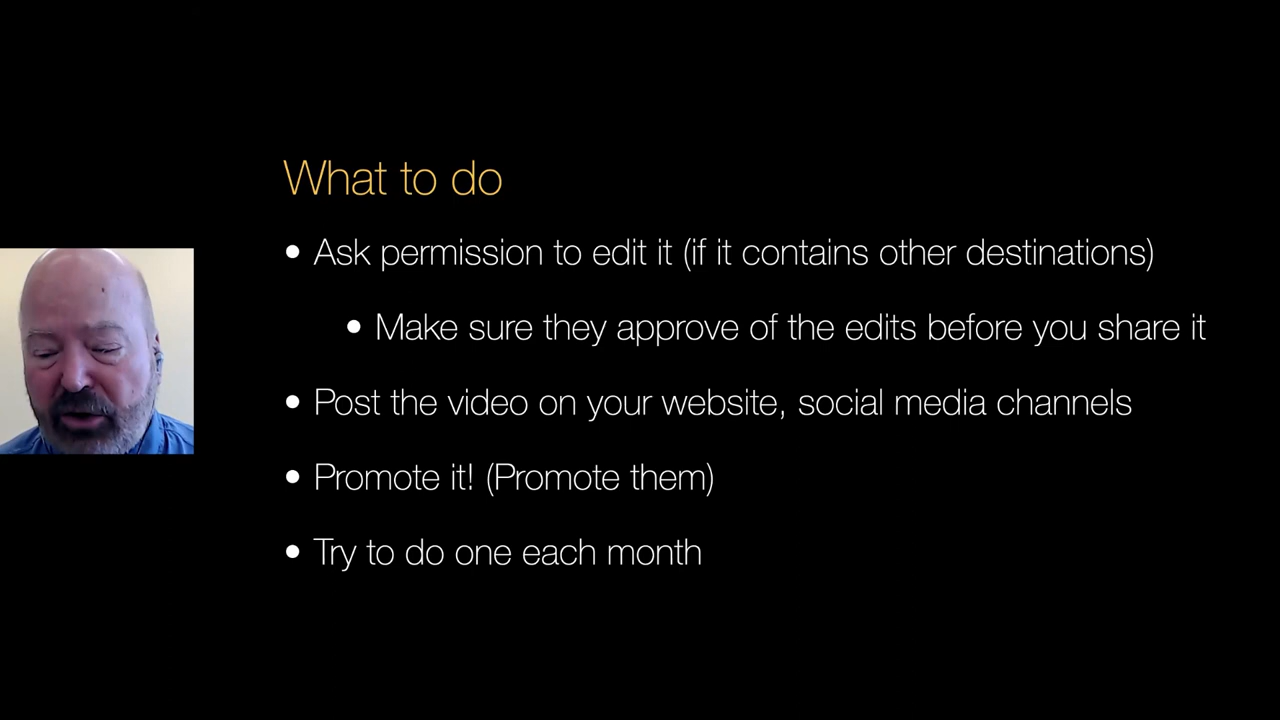 What to do
• Ask permission to edit it (if it contains other destinations)
• Make sure they approve of the edits before you share it
• Post the video on your website, social media channels
• Promote it! (Promote them)
• Try to do one each month